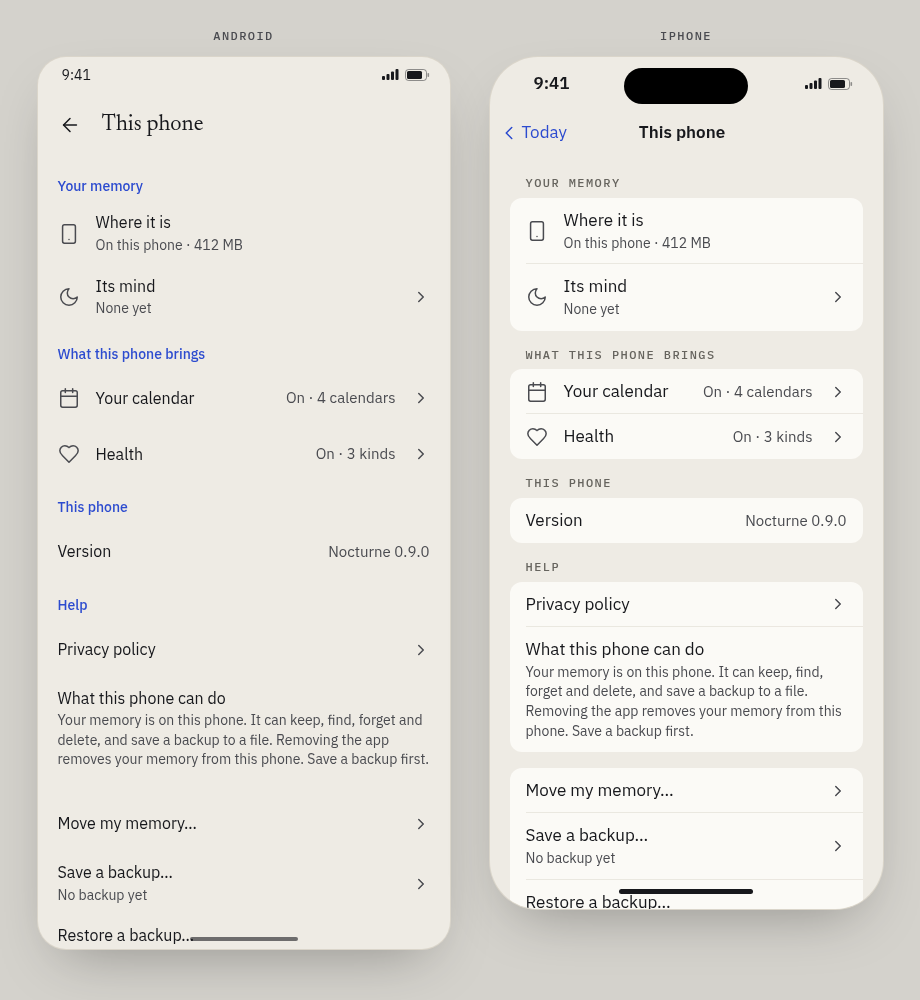 ANDROID
9:41
This phone
Your memory
Where it is
On this phone · 412 MB
Its mind
None yet
What this phone brings
Your calendar
On · 4 calendars
Health
On · 3 kinds
This phone
Version
Nocturne 0.9.0
Help
Privacy policy
What this phone can do
Your memory is on this phone. It can keep, find, forget and
delete, and save a backup to a file. Removing the app
removes your memory from this phone. Save a backup first.
Move my memory…
Save a backup…
No backup yet
Restore a backup…
IPHONE
9:41
Today
This phone
YOUR MEMORY
Where it is
On this phone · 412 MB
Its mind
None yet
WHAT THIS PHONE BRINGS
Your calendar
On · 4 calendars
Health
On · 3 kinds
THIS PHONE
Version
Nocturne 0.9.0
HELP
Privacy policy
What this phone can do
Your memory is on this phone. It can keep, find,
forget and delete, and save a backup to a file.
Removing the app removes your memory from this
phone. Save a backup first.
Move my memory…
Save a backup…
No backup yet
Restore a backup…